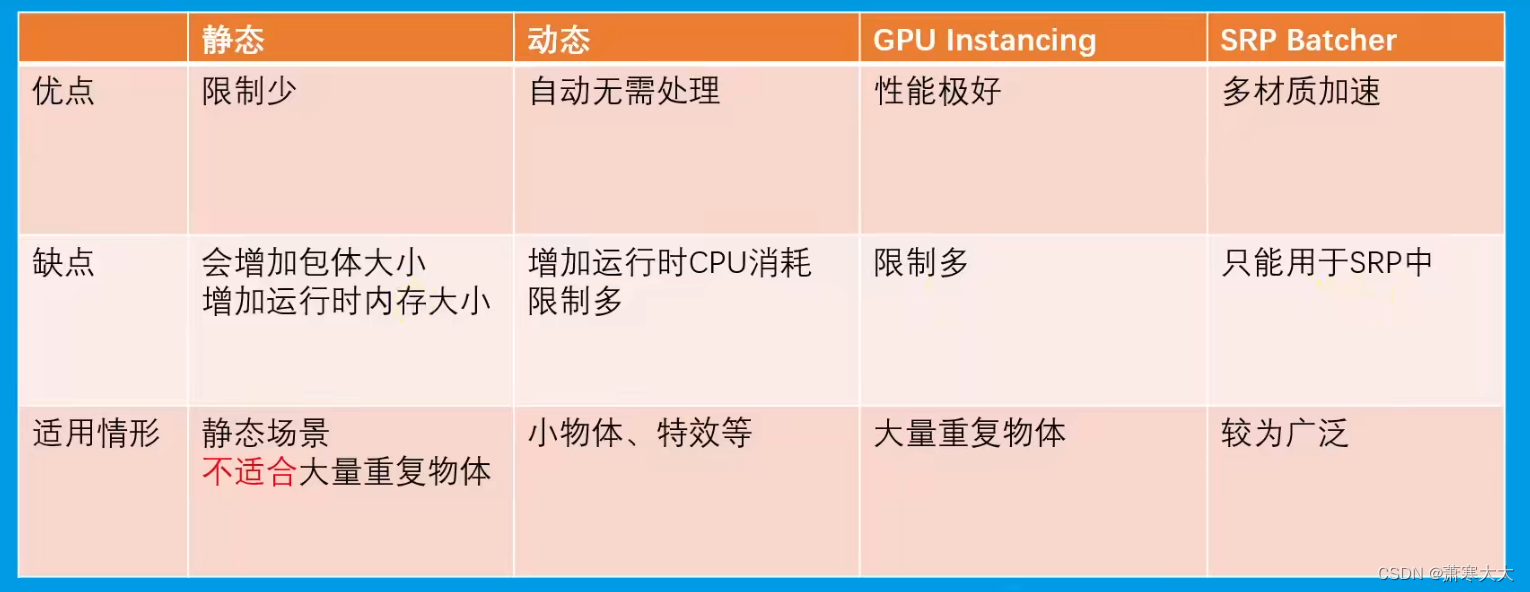 静态 动态 GPU Instancing SRP Batcher
优点 限制少 自动无需处理 性能极好 多材质加速
缺点 会增加包体大小 增加运行时CPU消耗 限制多 只能用于SRP中
增加运行时内存大小 限制多
适用情形 静态场景 小物体、特效等 大量重复物体 较为广泛
不适合大量重复物体
CSDN @萧寒大大